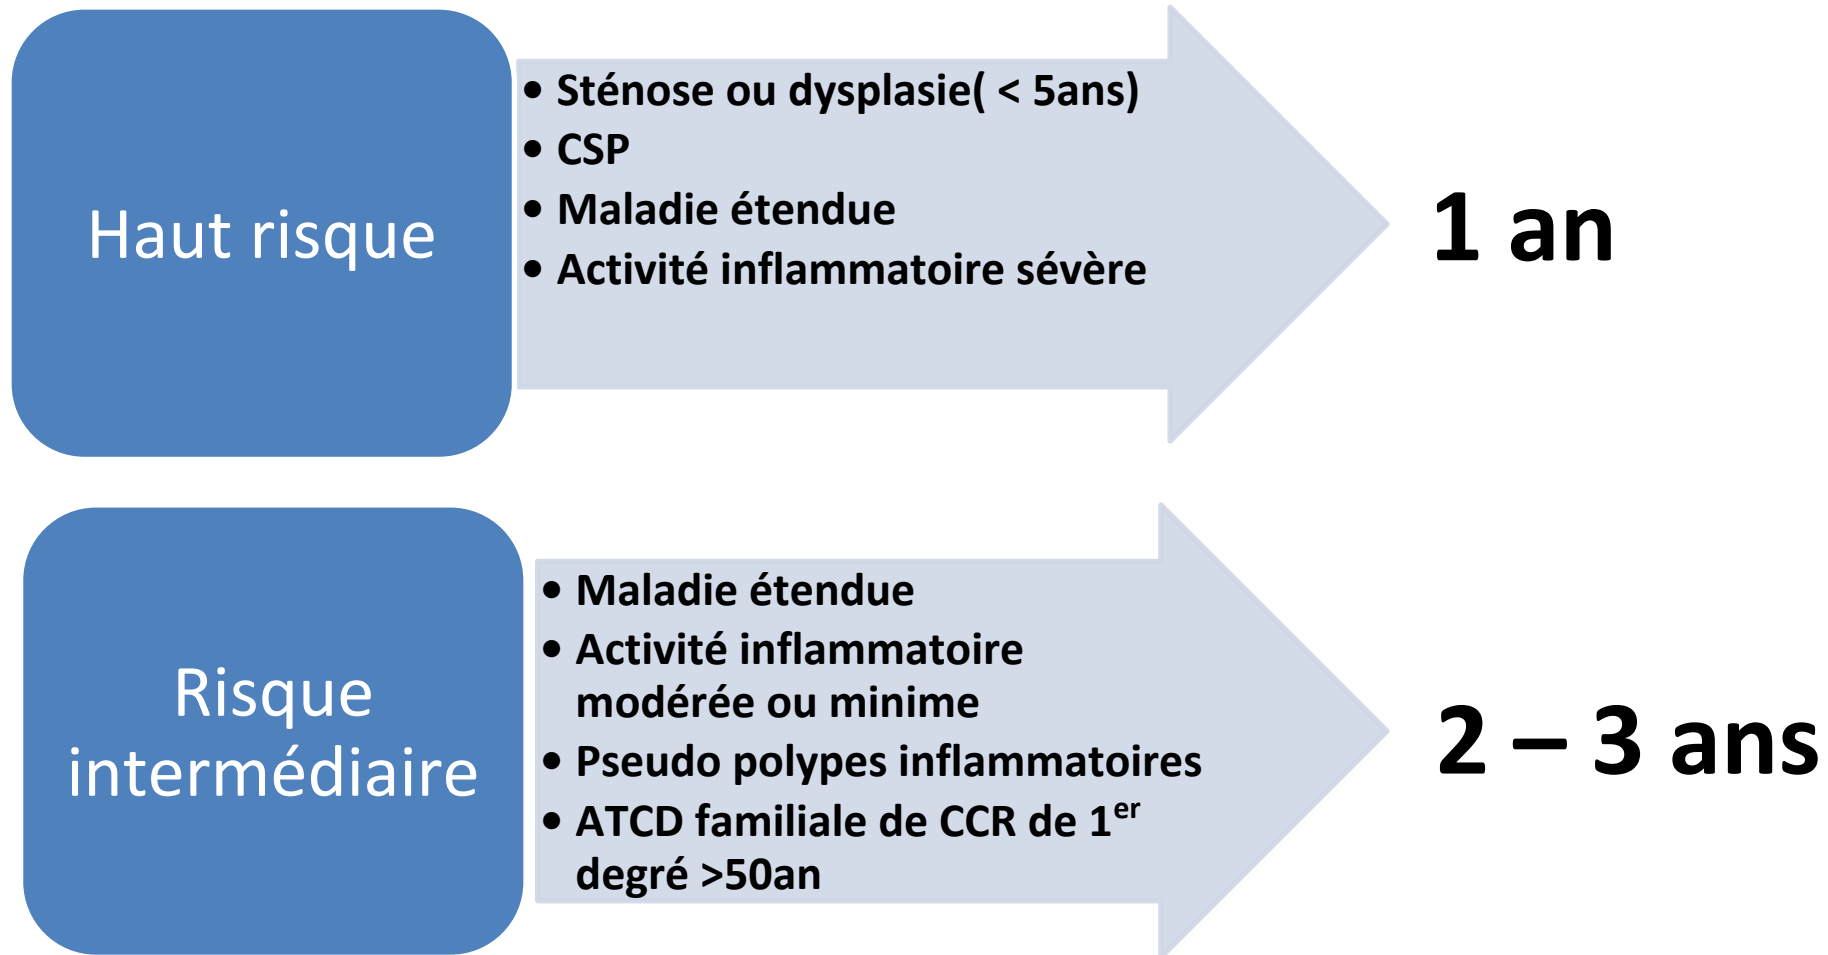 Haut risque
• Sténose ou dysplasie( < 5ans)
• CSP
• Maladie étendue
• Activité inflammatoire sévère
1 an
Risque
intermédiaire
• Maladie étendue
• Activité inflammatoire
modérée ou minime
• Pseudo polypes inflammatoires
• ATCD familiale de CCR de 1er
degré >50an
2 – 3 ans